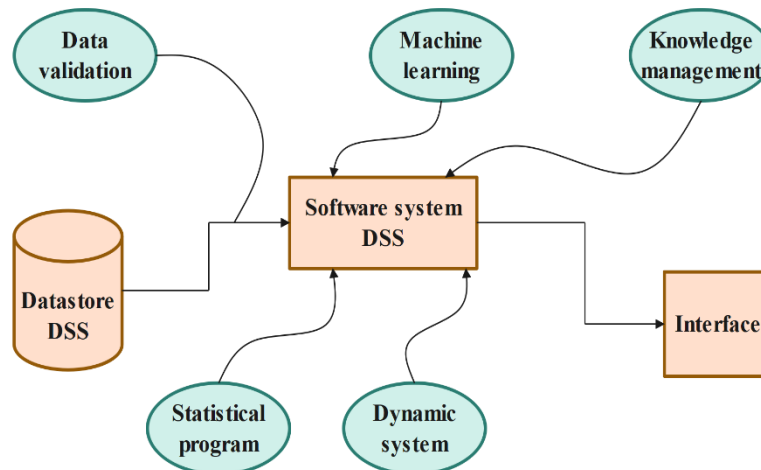 Data
validation
Machine
learning
Knowledge
management
Software system
DSS
Datastore
DSS
Interface
Statistical
program
Dynamic
system